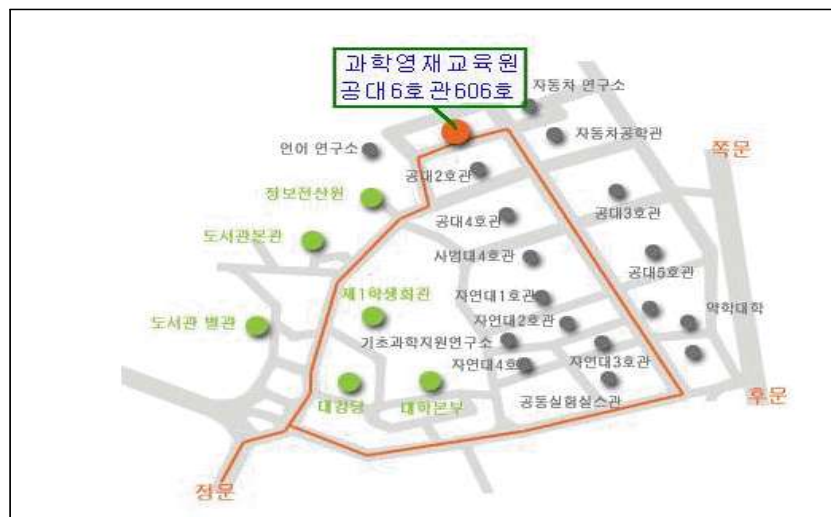 과학영재교육원
공대6호관606호
자동차 연구소
언어 연구소
자동차공학관
쪽문
공대2호관
정보전산원
공대3호관
공대4호관
도서관본관
사범대4호관
공대5호관
제1학생회관
자연대1호관
약학대학
도서관 별관
자연대2호관
기초과학지원연구소
자연대4호
자연대3호관
대강당
대학본부
공동실험실스관
후문
정문